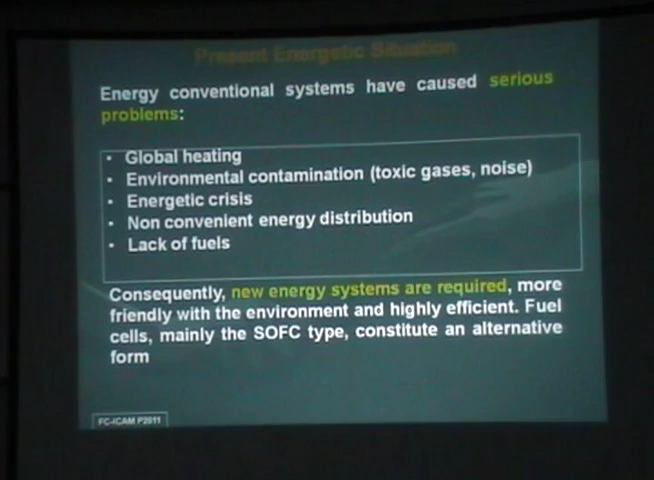 Present Energetic Situation
Energy conventional systems have caused serious
problems:
• Global heating
• Environmental contamination (toxic gases, noise)
• Energetic crisis
• Non convenient energy distribution
• Lack of fuels
Consequently, new energy systems are required, more
friendly with the environment and highly efficient. Fuel
cells, mainly the SOFC type, constitute an alternative
form
FC-ICAM P2011